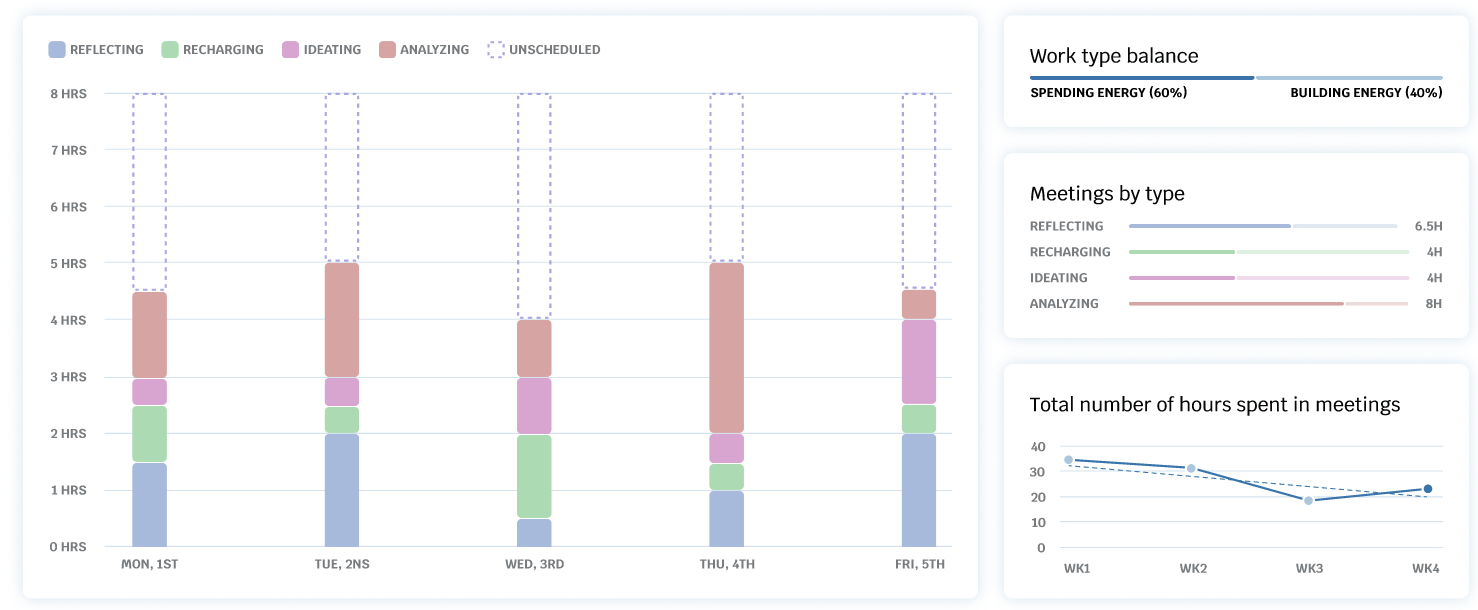 REFLECTING RECHARGING IDEATING ANALYZING UNSCHEDULED
8 HRS
7 HRS
6 HRS
5 HRS
4 HRS
3 HRS
2 HRS
1 HRS
0 HRS
MON, 1ST TUE, 2NS WED, 3RD THU, 4TH FRI, 5TH
Work type balance
SPENDING ENERGY (60%) BUILDING ENERGY (40%)
Meetings by type
REFLECTING 6.5H
RECHARGING 4H
IDEATING 4H
ANALYZING 8H
Total number of hours spent in meetings
40
30
20
10
0
WK1 WK2 WK3 WK4